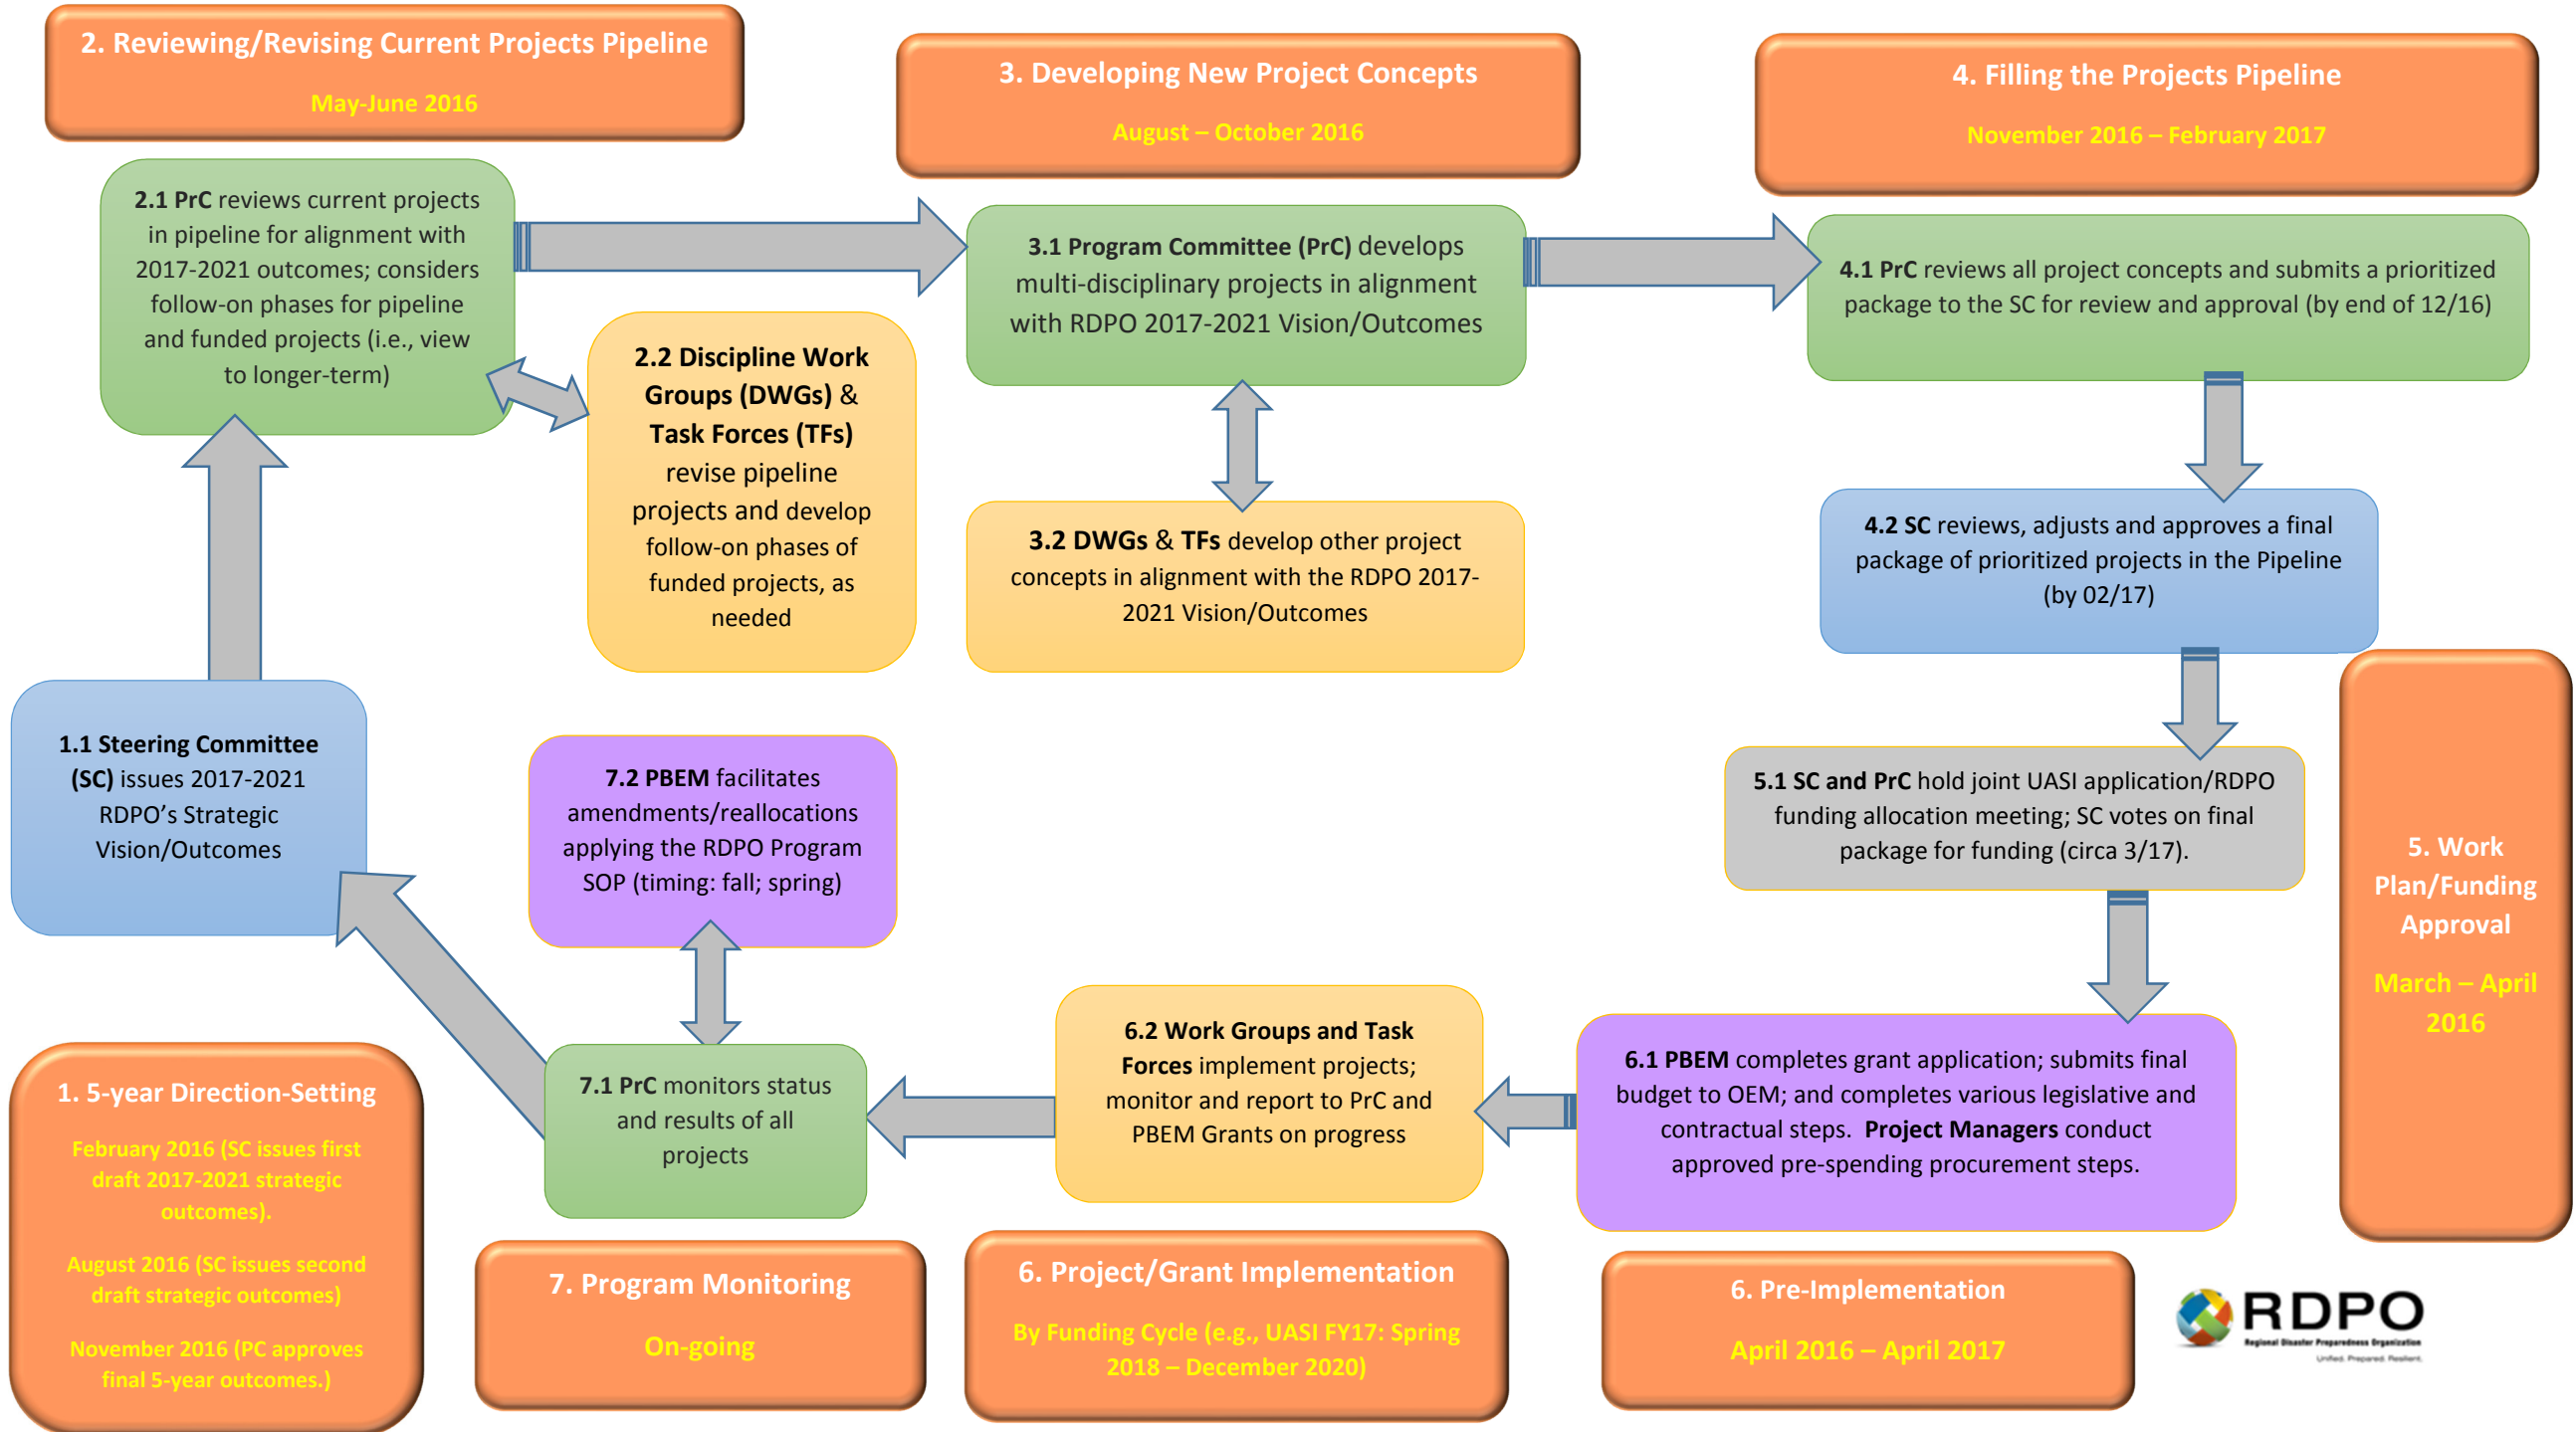 2. Reviewing/Revising Current Projects Pipeline
May-June 2016
3. Developing New Project Concepts
August – October 2016
4. Filling the Projects Pipeline
November 2016 – February 2017
2.1 PrC reviews current projects
in pipeline for alignment with
2017-2021 outcomes; considers
follow-on phases for pipeline
and funded projects (i.e., view
to longer-term)
2.2 Discipline Work
Groups (DWGs) &
Task Forces (TFs)
revise pipeline
projects and develop
follow-on phases of
funded projects, as
needed
3.1 Program Committee (PrC) develops
multi-disciplinary projects in alignment
with RDPO 2017-2021 Vision/Outcomes
3.2 DWGs & TFs develop other project
concepts in alignment with the RDPO 2017-
2021 Vision/Outcomes
4.1 PrC reviews all project concepts and submits a prioritized
package to the SC for review and approval (by end of 12/16)
4.2 SC reviews, adjusts and approves a final
package of prioritized projects in the Pipeline
(by 02/17)
1.1 Steering Committee
(SC) issues 2017-2021
RDPO's Strategic
Vision/Outcomes
7.2 PBEM facilitates
amendments/reallocations
applying the RDPO Program
SOP (timing: fall; spring)
5.1 SC and PrC hold joint UASI application/RDPO
funding allocation meeting; SC votes on final
package for funding (circa 3/17).
5. Work
Plan/Funding
Approval
March – April
2016
1. 5-year Direction-Setting
February 2016 (SC issues first
draft 2017-2021 strategic
outcomes).
August 2016 (SC issues second
draft strategic outcomes)
November 2016 (PC approves
final 5-year outcomes.)
7.1 PrC monitors status
and results of all
projects
6.2 Work Groups and Task
Forces implement projects;
monitor and report to PrC and
PBEM Grants on progress
6.1 PBEM completes grant application; submits final
budget to OEM; and completes various legislative and
contractual steps.  Project Managers conduct
approved pre-spending procurement steps.
7. Program Monitoring
On-going
6. Project/Grant Implementation
By Funding Cycle (e.g., UASI FY17: Spring
2018 – December 2020)
6. Pre-Implementation
April 2016 – April 2017
RDPO
Regional Disaster Preparedness Organization
Unified. Prepared. Resilient.